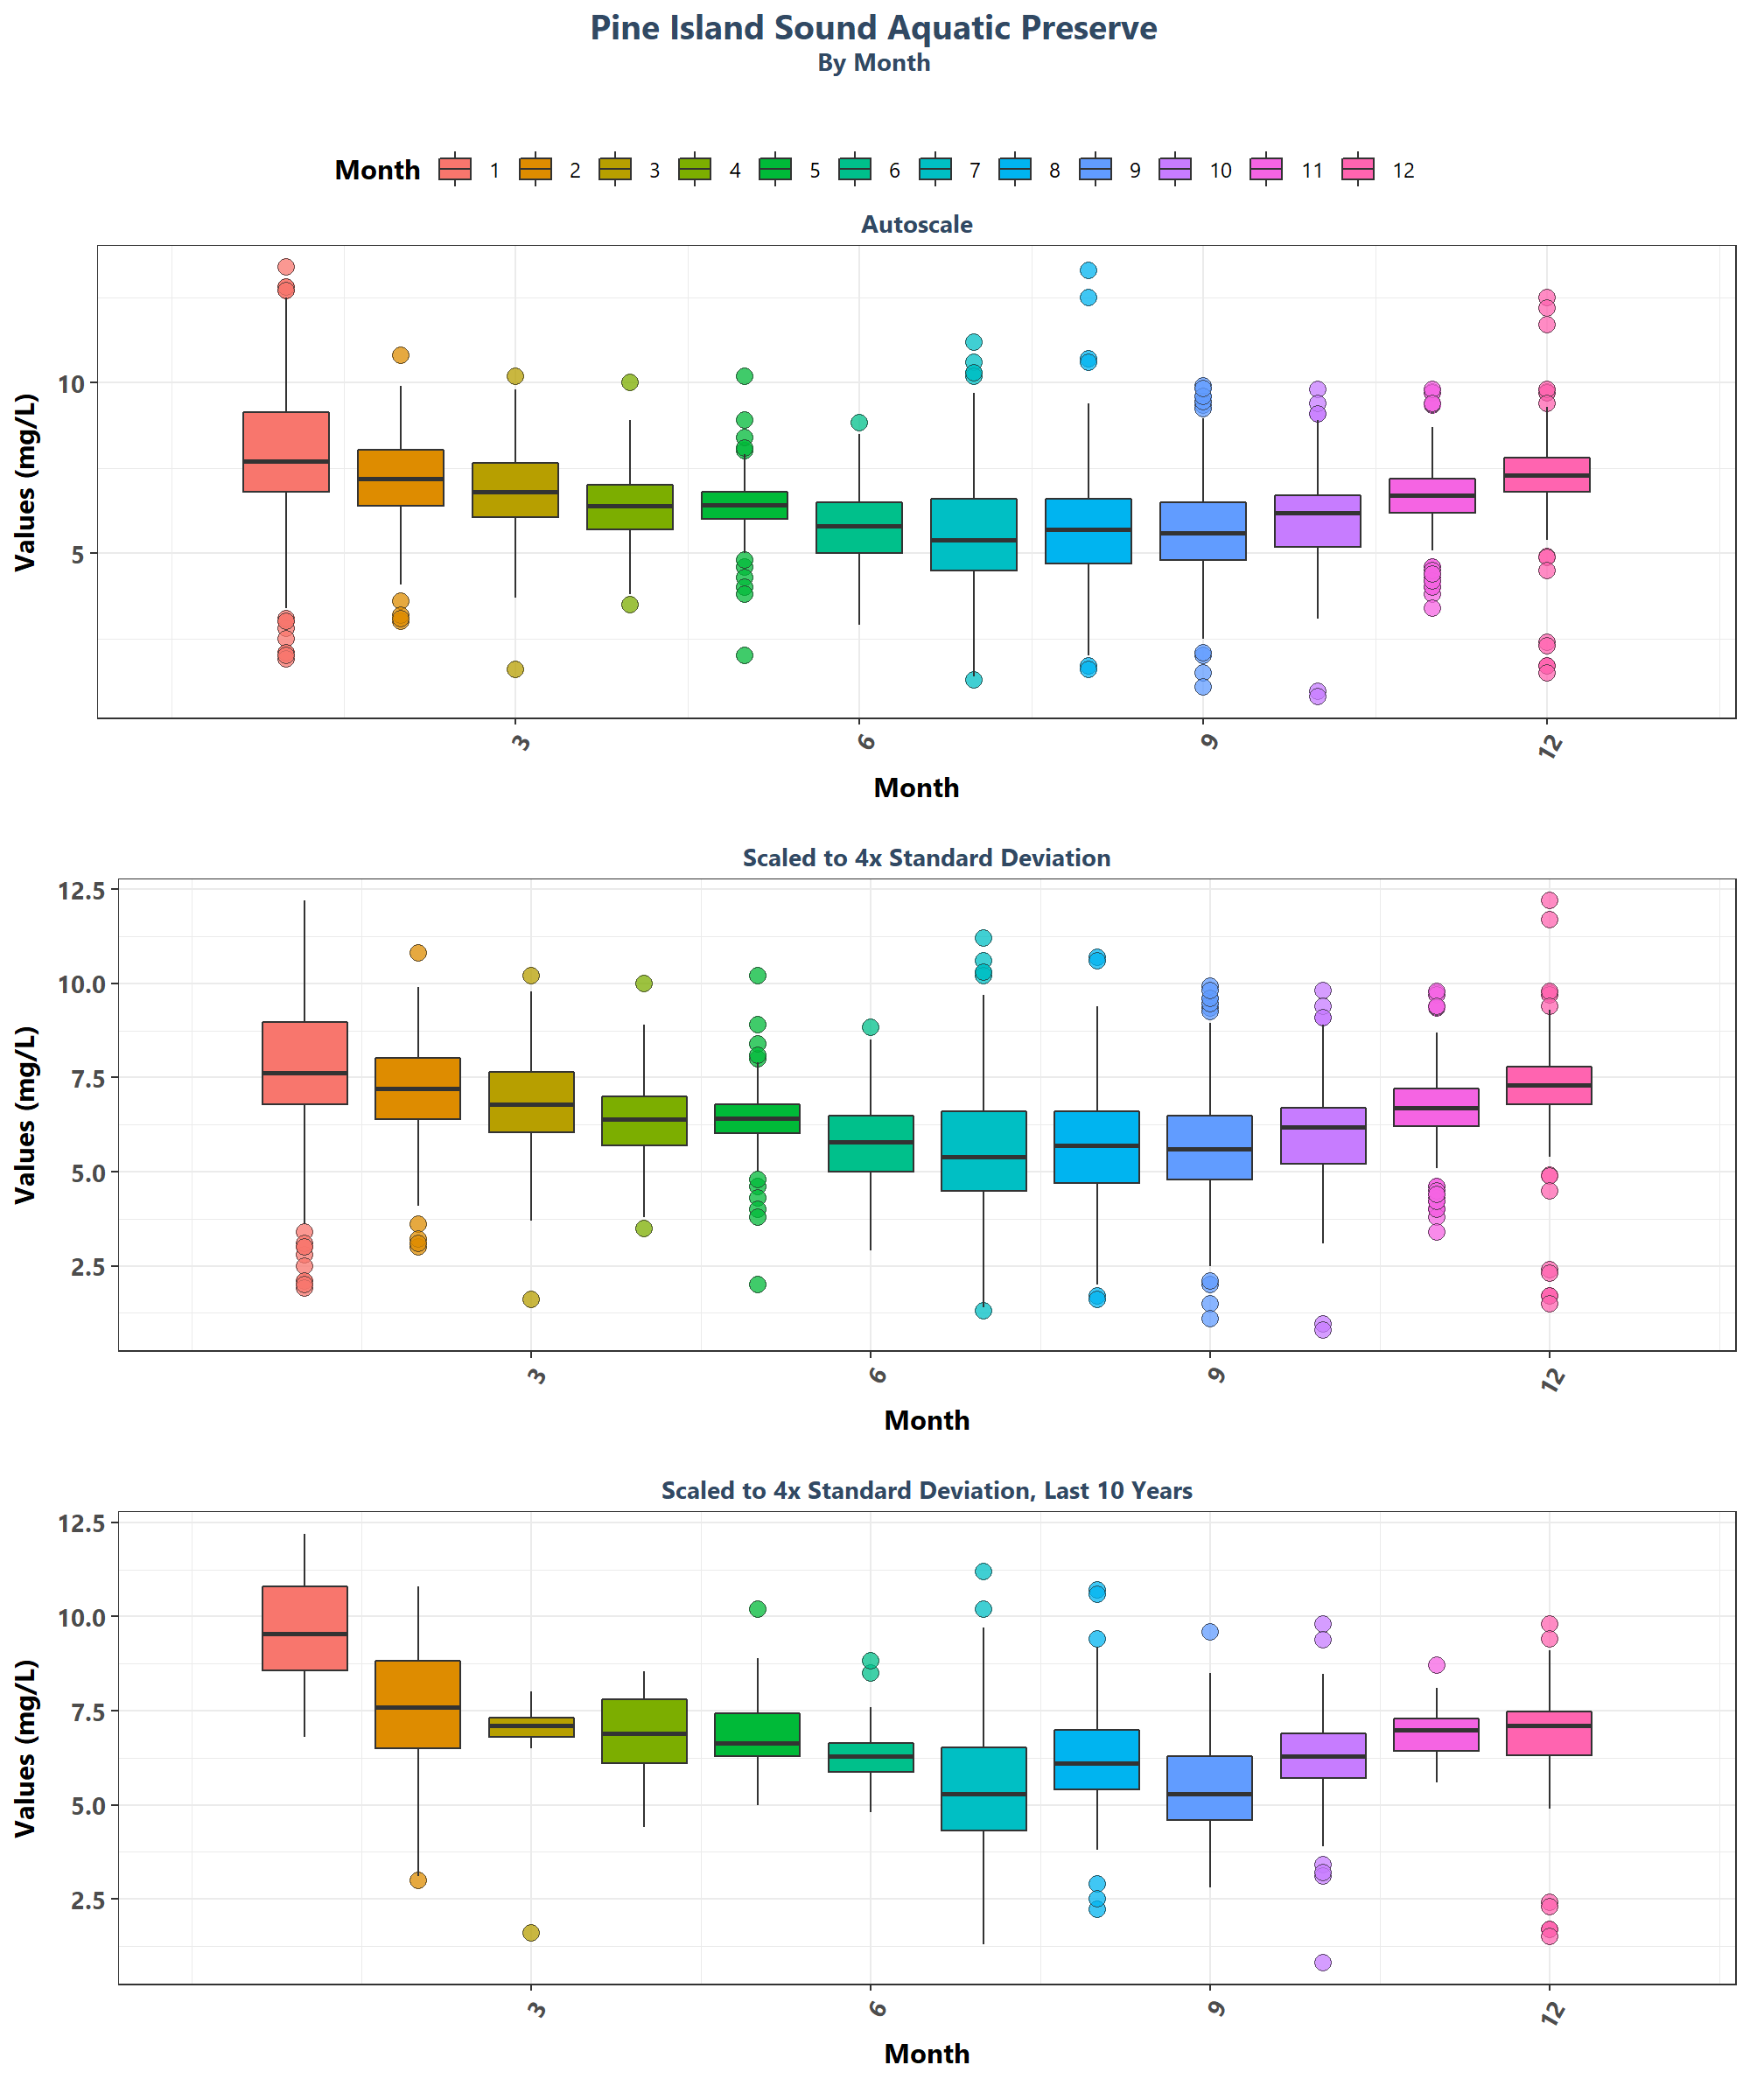 Pine Island Sound Aquatic Preserve
By Month
Month 1 2 3 4 5 6 7 8 9 10 11 12
Autoscale
Values (mg/L)
10
5
3 6 9 12
Month
Scaled to 4x Standard Deviation
Values (mg/L)
12.5
10.0
7.5
5.0
2.5
3 6 9 12
Month
Scaled to 4x Standard Deviation, Last 10 Years
Values (mg/L)
12.5
10.0
7.5
5.0
2.5
3 6 9 12
Month